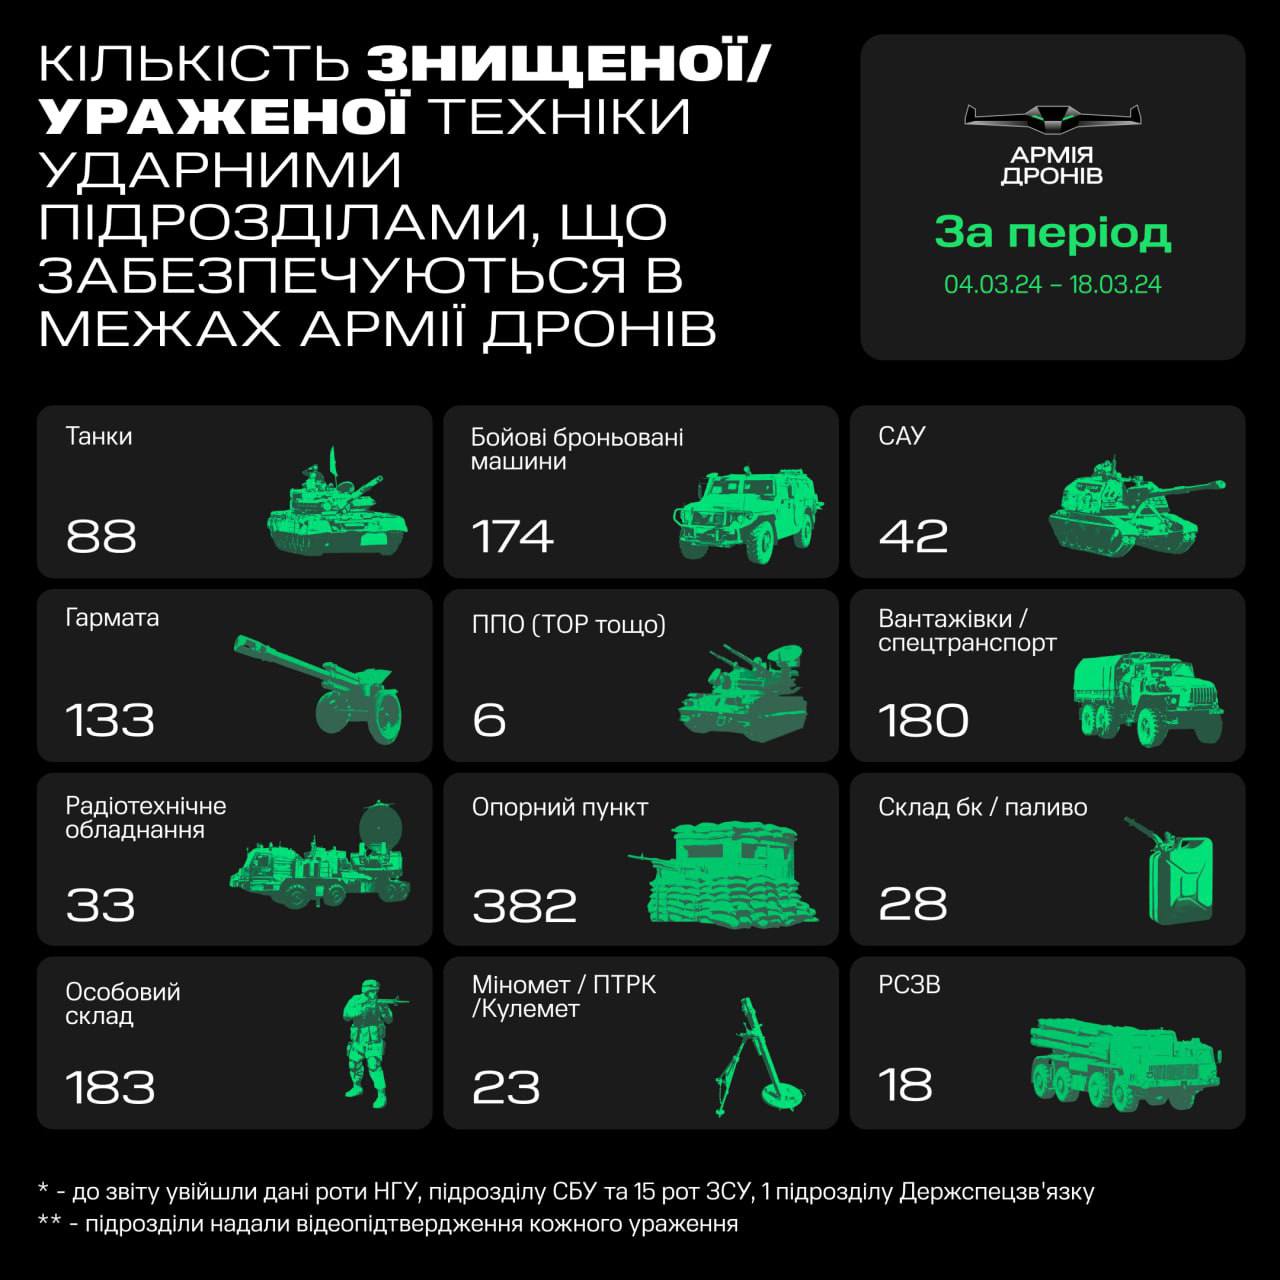 КІЛЬКІСТЬ ЗНИЩЕНОЇ/
УРАЖЕНОЇ ТЕХНІКИ
УДАРНИМИ
ПІДРОЗДІЛАМИ, ЩО
ЗАБЕЗПЕЧУЮТЬСЯ В
МЕЖАХ АРМІЇ ДРОНІВ
АРМІЯ
ДРОНІВ
За період
04.03.24 – 18.03.24
Танки
88
Бойові броньовані
машини
174
САУ
42
Гармата
133
ППО (ТОР тощо)
6
Вантажівки /
спецтранспорт
180
Радіотехнічне
обладнання
33
Опорний пункт
382
Склад бк / паливо
28
Особовий
склад
183
Міномет / ПТРК
/Кулемет
23
РСЗВ
18
* - до звіту увійшли дані роти НГУ, підрозділу СБУ та 15 рот ЗСУ, 1 підрозділу Держспецзв'язку
** - підрозділи надали відеопідтвердження кожного ураження